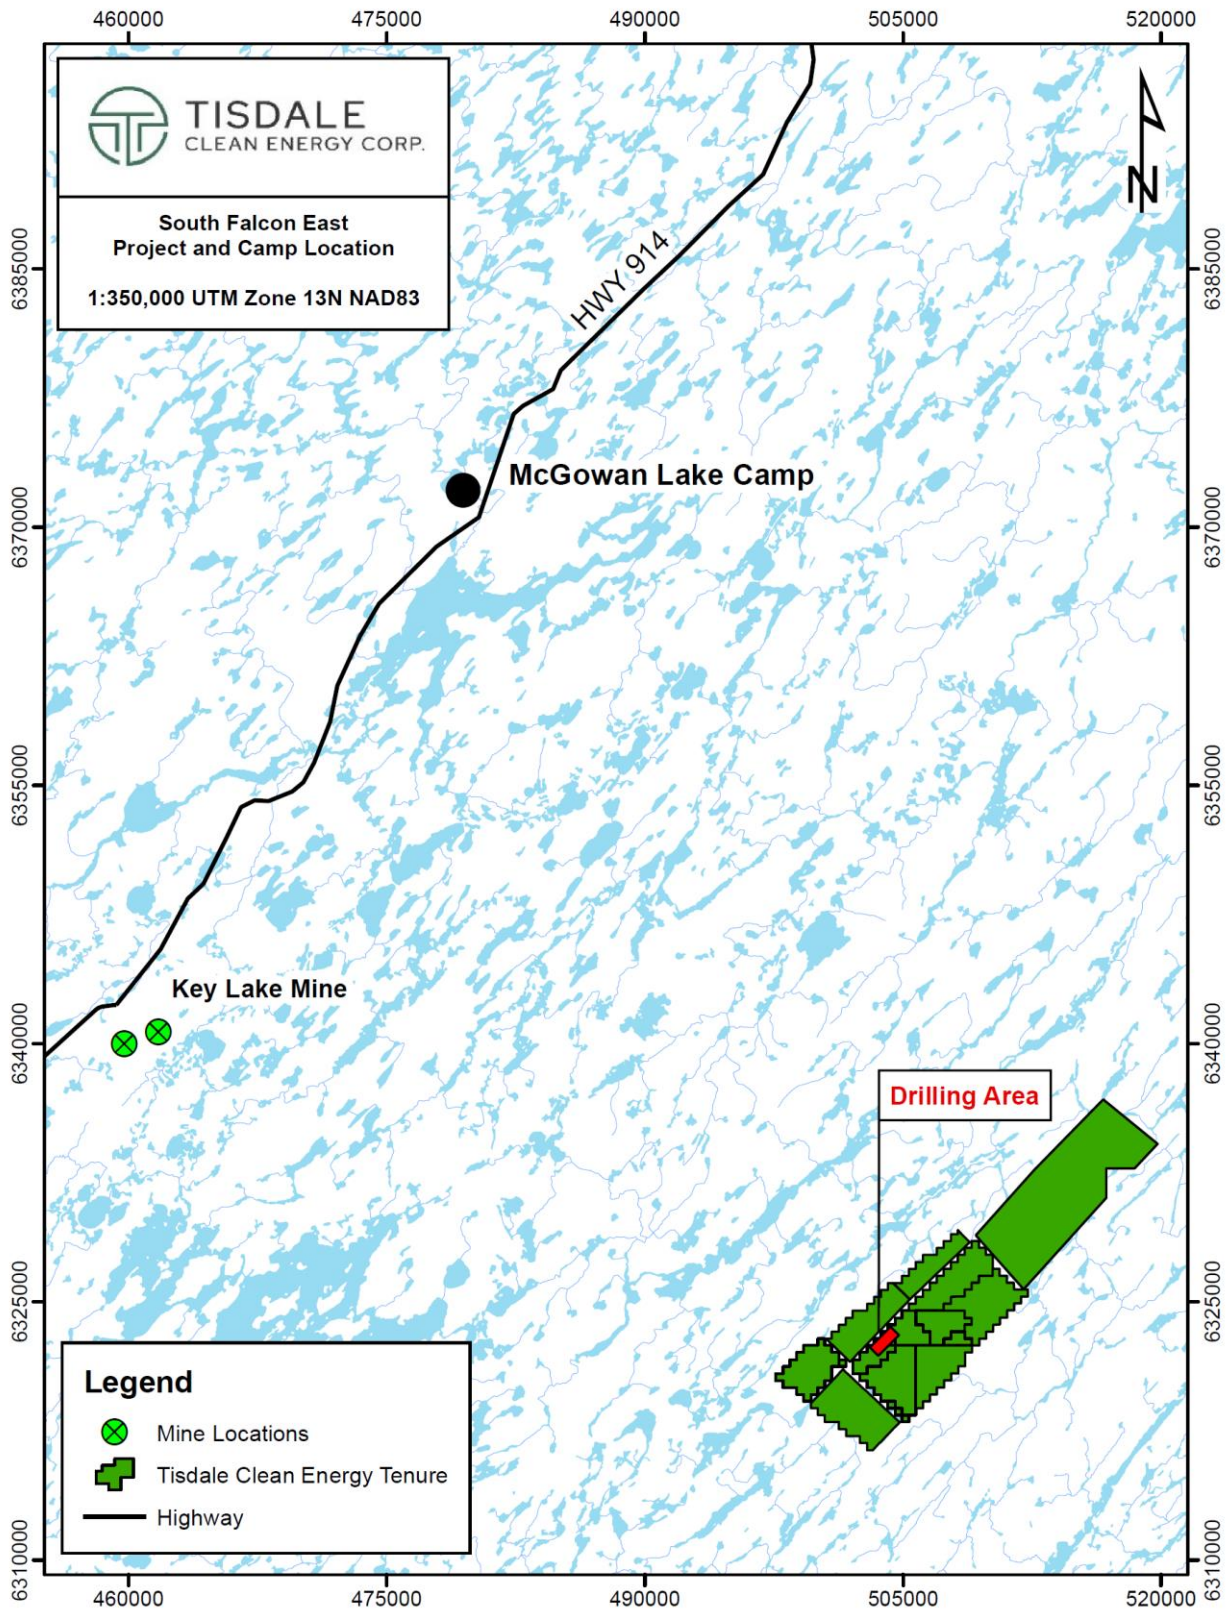 460000 475000 490000 505000 520000
TISDALE
CLEAN ENERGY CORP.
South Falcon East
Project and Camp Location
1:350,000 UTM Zone 13N NAD83
N
6385000 6385000
HWY 914
McGowan Lake Camp
6370000 6370000
6355000 6355000
Key Lake Mine
6340000 6340000
Drilling Area
6325000 6325000
Legend
Mine Locations
Tisdale Clean Energy Tenure
Highway
6310000 6310000
460000 475000 490000 505000 520000